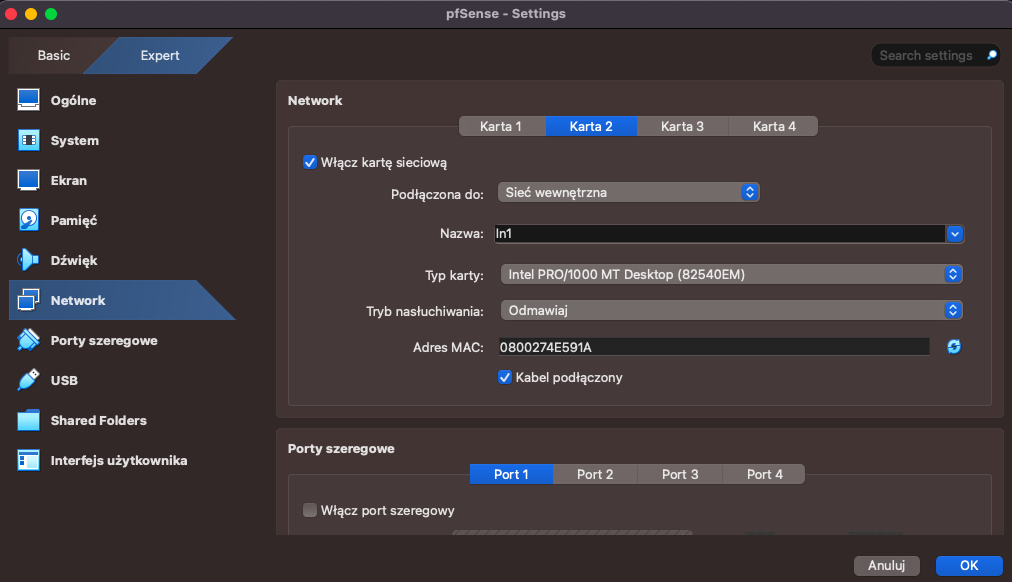 pfSense - Settings
Basic
Expert
Search settings
Ogólne
System
Ekran
Pamięć
Dźwięk
Network
Porty szeregowe
USB
Shared Folders
Interfejs użytkownika
Network
Karta 1
Karta 2
Karta 3
Karta 4
Włącz kartę sieciową
Podłączona do: Sieć wewnętrzna
Nazwa: In1
Typ karty: Intel PRO/1000 MT Desktop (82540EM)
Tryb nasłuchiwania: Odmawiaj
Adres MAC: 0800274E591A
Kabel podłączony
Porty szeregowe
Port 1
Port 2
Port 3
Port 4
Włącz port szeregowy
Anuluj
OK